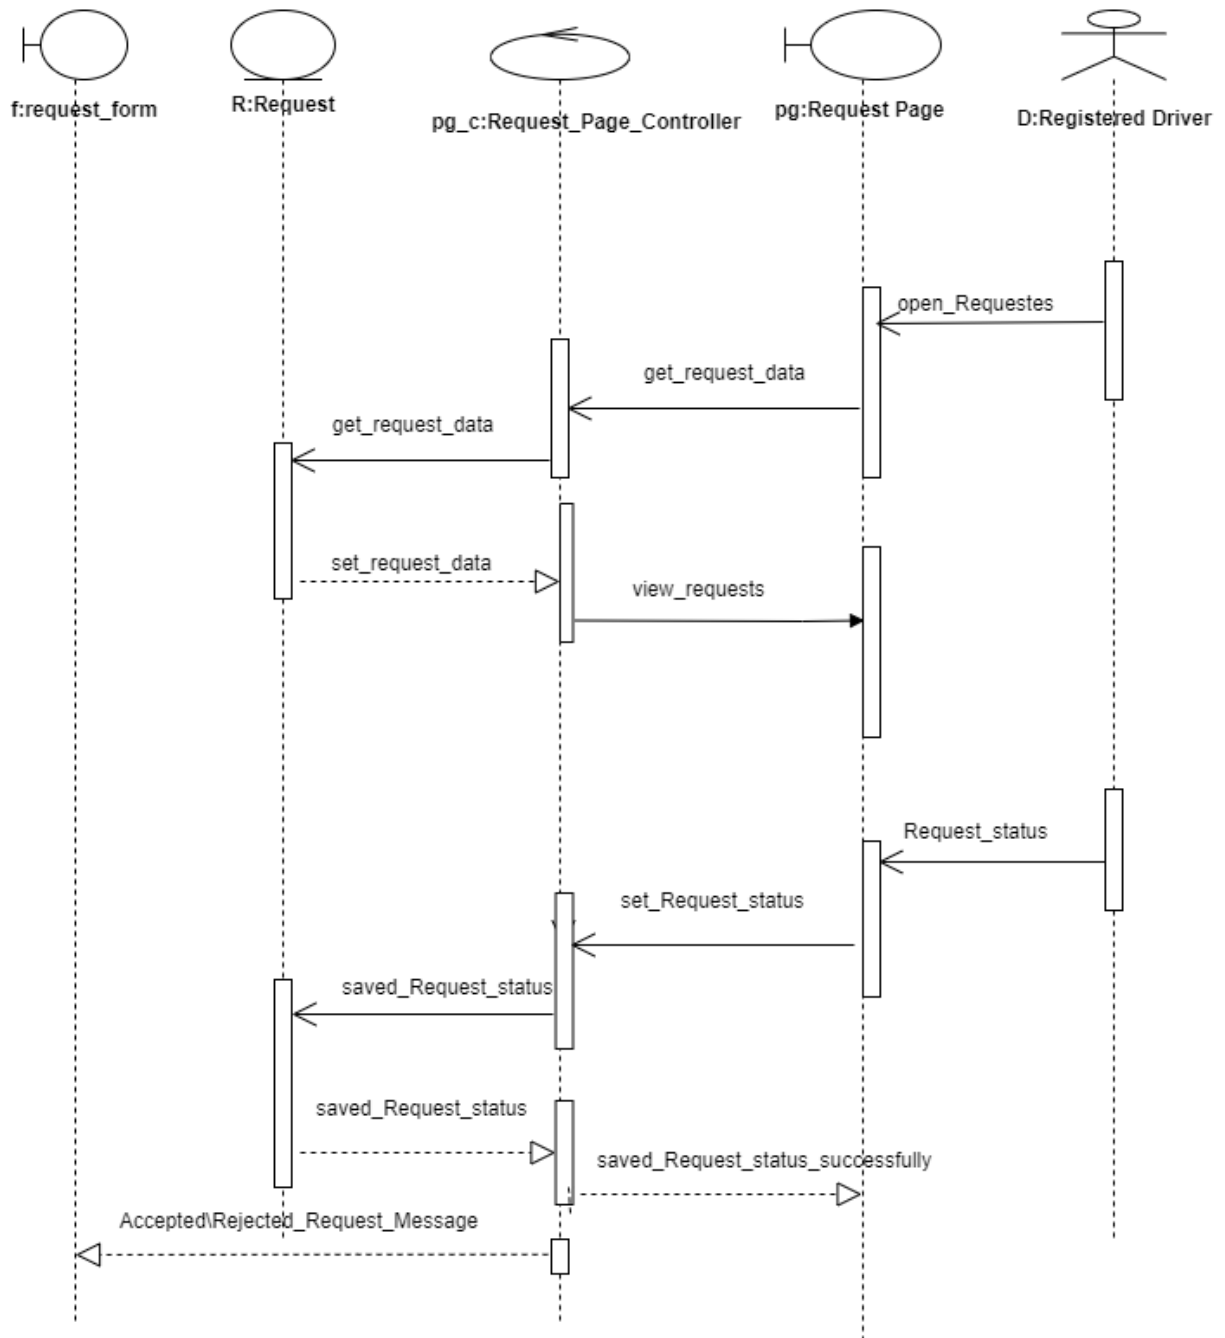 f:request_form
R:Request
pg_c:Request_Page_Controller
pg:Request Page
D:Registered Driver
open_Requestes
get_request_data
get_request_data
set_request_data
view_requests
Request_status
set_Request_status
saved_Request_status
saved_Request_status
saved_Request_status_successfully
Accepted\Rejected_Request_Message